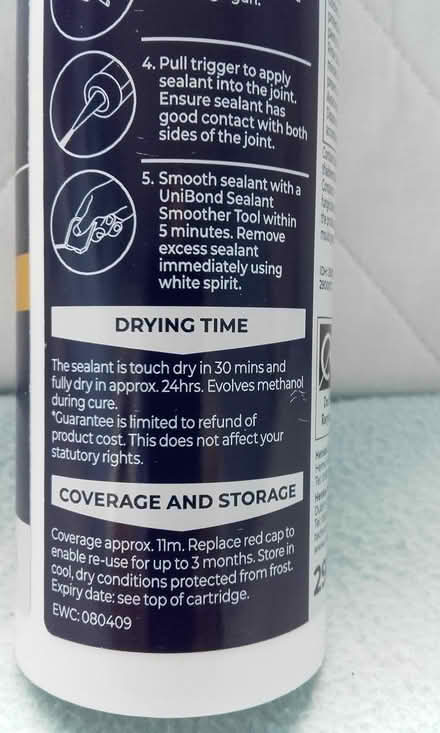 4. Pull trigger to apply
sealant into the joint.
Ensure sealant has
good contact with both
sides of the joint.
5. Smooth sealant with a
UniBond Sealant
Smoother Tool within
5 minutes. Remove
excess sealant
immediately using
white spirit.
DRYING TIME
The sealant is touch dry in 30 mins and
fully dry in approx. 24hrs. Evolves methanol
during cure.
*Guarantee is limited to refund of
product cost. This does not affect your
statutory rights.
COVERAGE AND STORAGE
Coverage approx. 11m. Replace red cap to
enable re-use for up to 3 months. Store in
cool, dry conditions protected from frost.
Expiry date: see top of cartridge.
EWC: 080409